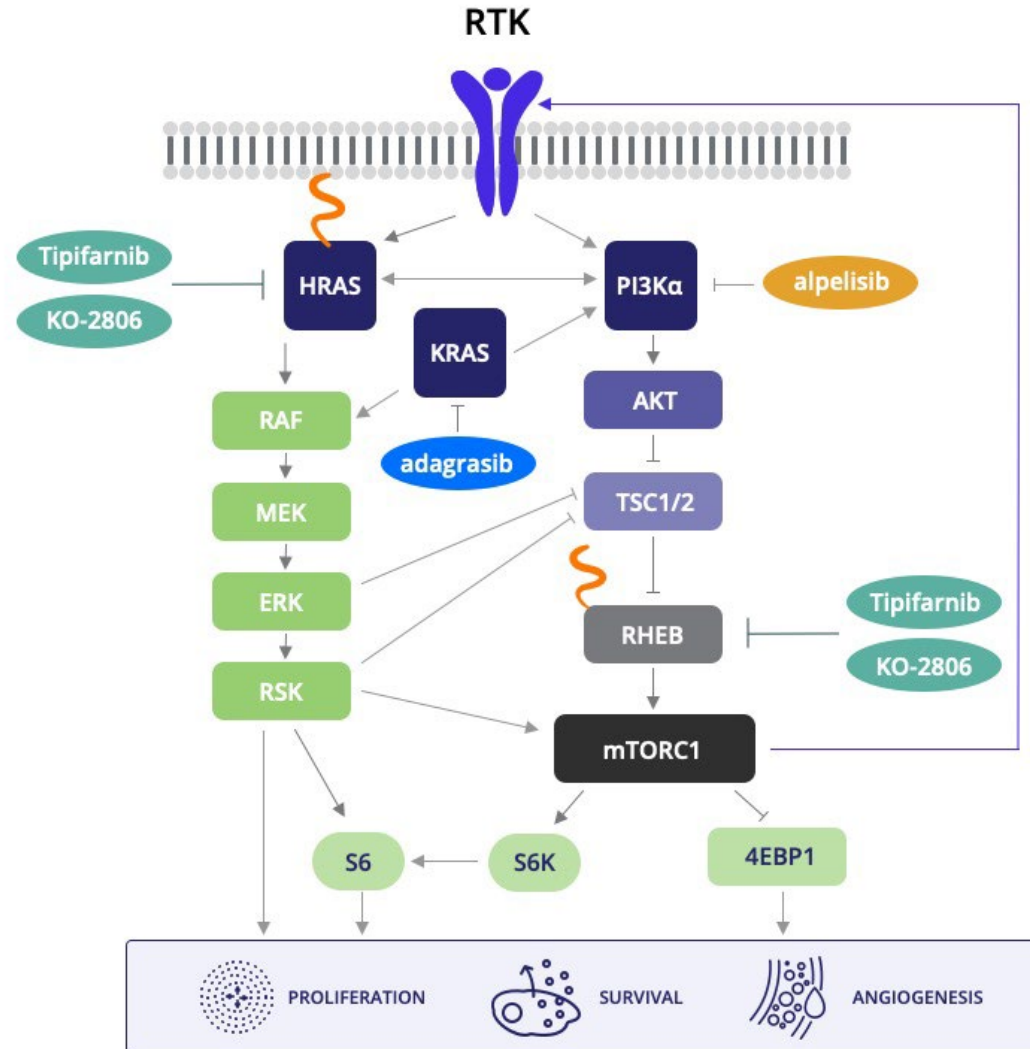 RTK
Tipifarnib
KO-2806
HRAS
PI3Kα
alpelisib
KRAS
RAF
AKT
adagrasib
MEK
TSC1/2
ERK
RHEB
Tipifarnib
KO-2806
RSK
mTORC1
S6
S6K
4EBP1
PROLIFERATION
SURVIVAL
ANGIOGENESIS